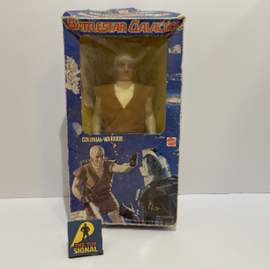 BATTLESTAR GALACTICA
COLONIAL WARRIOR
THE TOY
SIGNAL